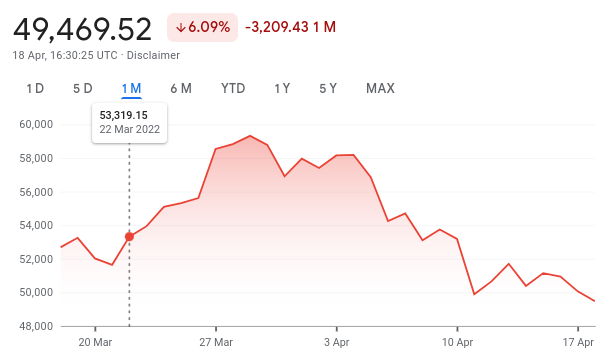 49,469.52 ↓6.09% -3,209.43 1 M
18 Apr, 16:30:25 UTC · Disclaimer
1 D 5 D 1 M 6 M YTD 1 Y 5 Y MAX
53,319.15
22 Mar 2022
60,000
58,000
56,000
54,000
52,000
50,000
48,000
20 Mar 27 Mar 3 Apr 10 Apr 17 Apr